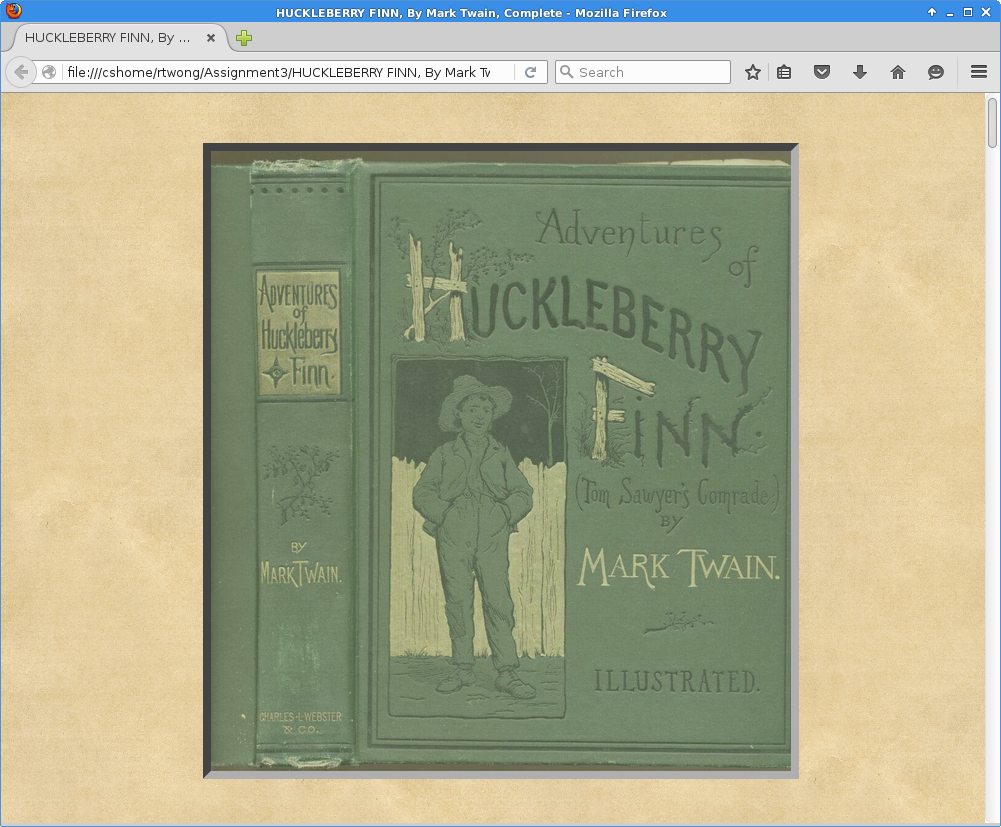 HUCKLEBERRY FINN, By Mark Twain, Complete - Mozilla Firefox
HUCKLEBERRY FINN, By ...
file:///cshome/rtwong/Assignment3/HUCKLEBERRY FINN, By Mark Tw
Search
ADVENTURES
of
Huckleberry
Finn.
BY
MARK TWAIN.
CHARLES · L · WEBSTER
& CO.
Adventures
of
HUCKLEBERRY
FINN.
(Tom Sawyer's Comrade.)
BY
MARK TWAIN.
ILLUSTRATED.